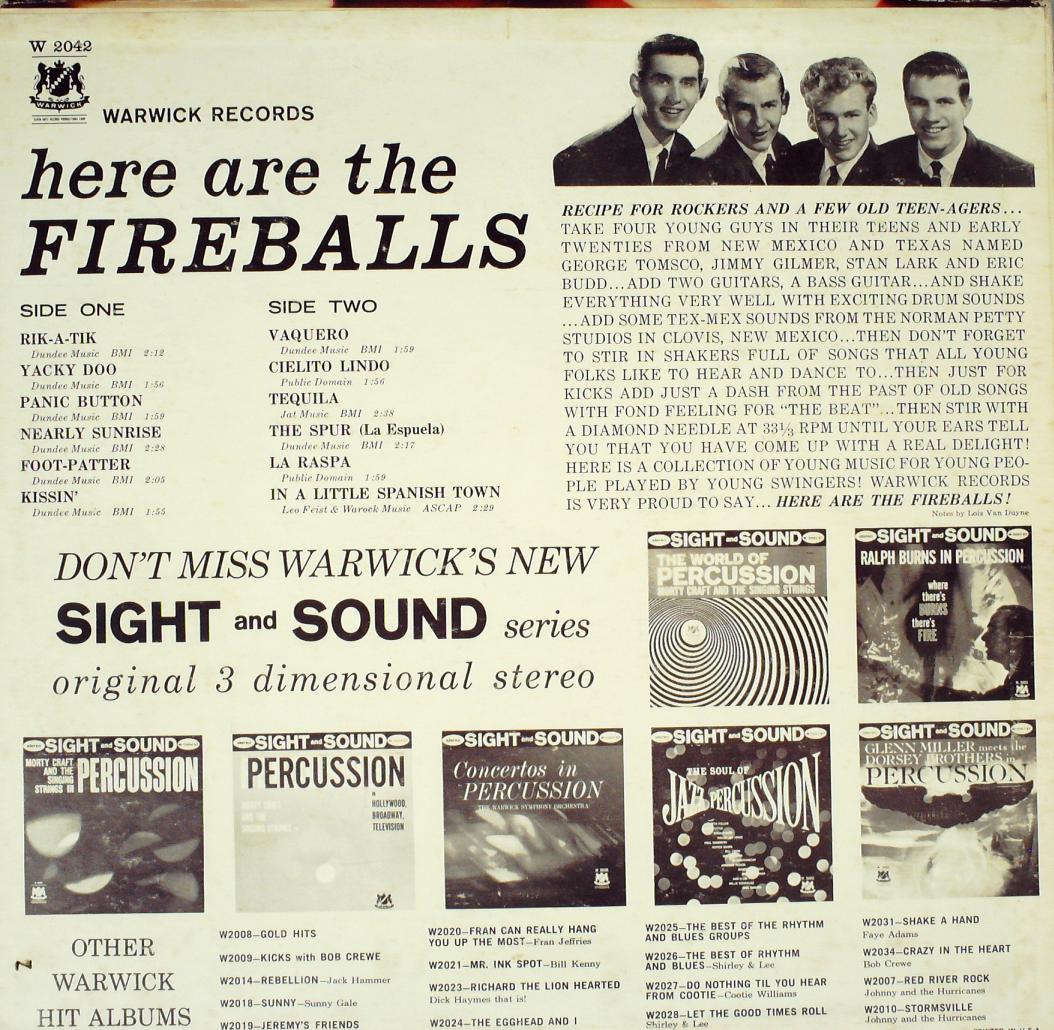 W 2042
WARWICK
WARWICK RECORDS
here are the
FIREBALLS
SIDE ONE
RIK-A-TIK
Dundee Music BMI 2:12
YACKY DOO
Dundee Music BMI 1:56
PANIC BUTTON
Dundee Music BMI 1:59
NEARLY SUNRISE
Dundee Music BMI 2:28
FOOT-PATTER
Dundee Music BMI 2:05
KISSIN'
Dundee Music BMI 1:55
SIDE TWO
VAQUERO
Dundee Music BMI 1:59
CIELITO LINDO
Public Domain 1:56
TEQUILA
Jat Music BMI 2:38
THE SPUR (La Espuela)
Dundee Music BMI 2:17
LA RASPA
Public Domain 1:59
IN A LITTLE SPANISH TOWN
Leo Feist & Warock Music ASCAP 2:29
RECIPE FOR ROCKERS AND A FEW OLD TEEN-AGERS...
TAKE FOUR YOUNG GUYS IN THEIR TEENS AND EARLY
TWENTIES FROM NEW MEXICO AND TEXAS NAMED
GEORGE TOMSCO, JIMMY GILMER, STAN LARK AND ERIC
BUDD...ADD TWO GUITARS, A BASS GUITAR...AND SHAKE
EVERYTHING VERY WELL WITH EXCITING DRUM SOUNDS
...ADD SOME TEX-MEX SOUNDS FROM THE NORMAN PETTY
STUDIOS IN CLOVIS, NEW MEXICO...THEN DON'T FORGET
TO STIR IN SHAKERS FULL OF SONGS THAT ALL YOUNG
FOLKS LIKE TO HEAR AND DANCE TO...THEN JUST FOR
KICKS ADD JUST A DASH FROM THE PAST OF OLD SONGS
WITH FOND FEELING FOR "THE BEAT"...THEN STIR WITH
A DIAMOND NEEDLE AT 33⅓ RPM UNTIL YOUR EARS TELL
YOU THAT YOU HAVE COME UP WITH A REAL DELIGHT!
HERE IS A COLLECTION OF YOUNG MUSIC FOR YOUNG PEO-
PLE PLAYED BY YOUNG SWINGERS! WARWICK RECORDS
IS VERY PROUD TO SAY... HERE ARE THE FIREBALLS!
Notes by Lois Van Duyne
DON'T MISS WARWICK'S NEW
SIGHT and SOUND series
original 3 dimensional stereo
SIGHT and SOUND
THE WORLD OF
PERCUSSION
MORTY CRAFT AND THE SINGING STRINGS
SIGHT and SOUND
RALPH BURNS IN PERCUSSION
where
there's
BURNS
there's
FIRE
SIGHT and SOUND
MORTY CRAFT
AND THE
SINGING
STRINGS IN
PERCUSSION
SIGHT and SOUND
PERCUSSION
MORTY CRAFT
AND THE
SINGING STRINGS
HOLLYWOOD,
BROADWAY,
TELEVISION
SIGHT and SOUND
Concertos in
PERCUSSION
THE WARWICK SYMPHONY ORCHESTRA
SIGHT and SOUND
THE SOUL OF
JAZZ PERCUSSION
SIGHT and SOUND
GLENN MILLER meets the
DORSEY BROTHERS in
PERCUSSION
OTHER
WARWICK
HIT ALBUMS
W2008—GOLD HITS
W2009—KICKS with BOB CREWE
W2014—REBELLION—Jack Hammer
W2018—SUNNY—Sunny Gale
W2019—JEREMY'S FRIENDS
W2020—FRAN CAN REALLY HANG
YOU UP THE MOST—Fran Jeffries
W2021—MR. INK SPOT—Bill Kenny
W2023—RICHARD THE LION HEARTED
Dick Haymes that is!
W2024—THE EGGHEAD AND I
W2025—THE BEST OF THE RHYTHM
AND BLUES GROUPS
W2026—THE BEST OF RHYTHM
AND BLUES—Shirley & Lee
W2027—DO NOTHING TIL YOU HEAR
FROM COOTIE—Cootie Williams
W2028—LET THE GOOD TIMES ROLL
Shirley & Lee
W2031—SHAKE A HAND
Faye Adams
W2034—CRAZY IN THE HEART
Bob Crewe
W2007—RED RIVER ROCK
Johnny and the Hurricanes
W2010—STORMSVILLE
Johnny and the Hurricanes